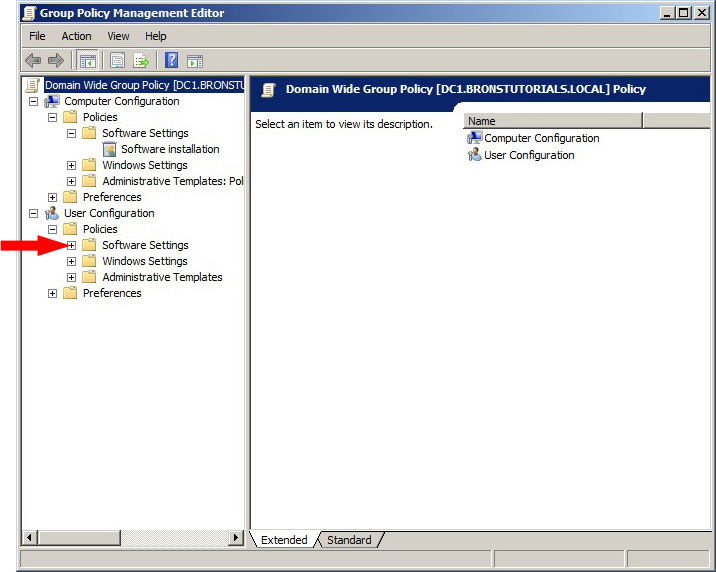 Group Policy Management Editor
File Action View Help
Domain Wide Group Policy [DC1.BRONSTU
Computer Configuration
Policies
Software Settings
Software installation
Windows Settings
Administrative Templates: Pol
Preferences
User Configuration
Policies
Software Settings
Windows Settings
Administrative Templates
Preferences
Domain Wide Group Policy [DC1.BRONSTUTORIALS.LOCAL] Policy
Select an item to view its description.
Name
Computer Configuration
User Configuration
Extended Standard